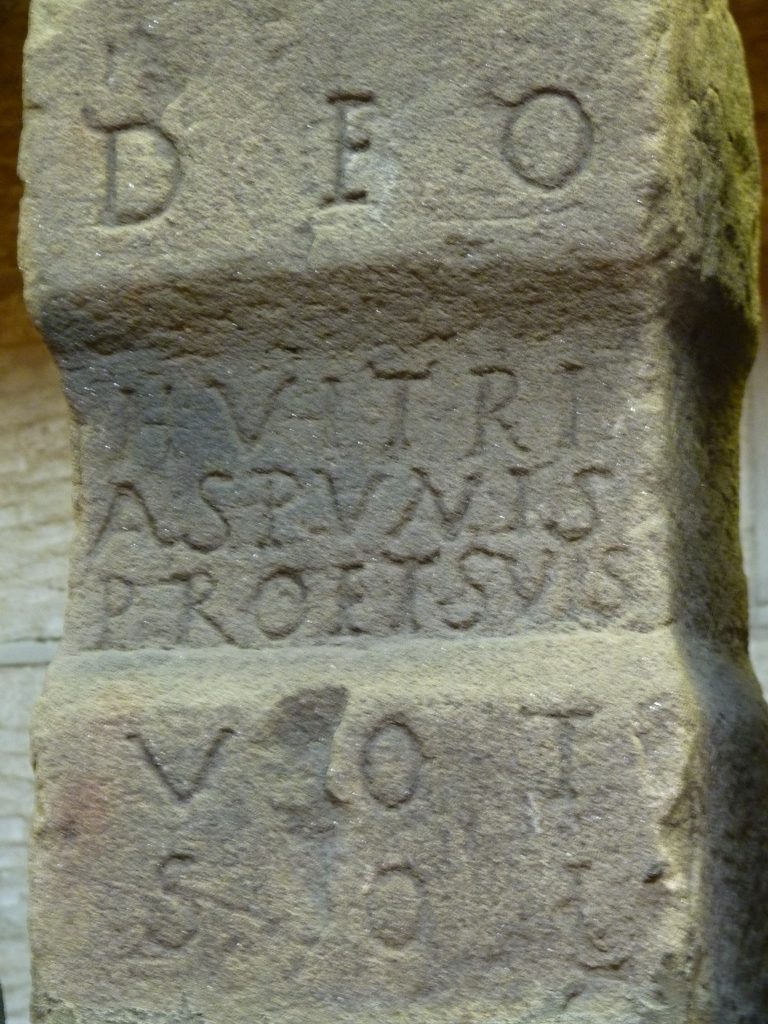 DEO
HVITRI
ASPVNIS
PROETSVIS
VOT
SOL